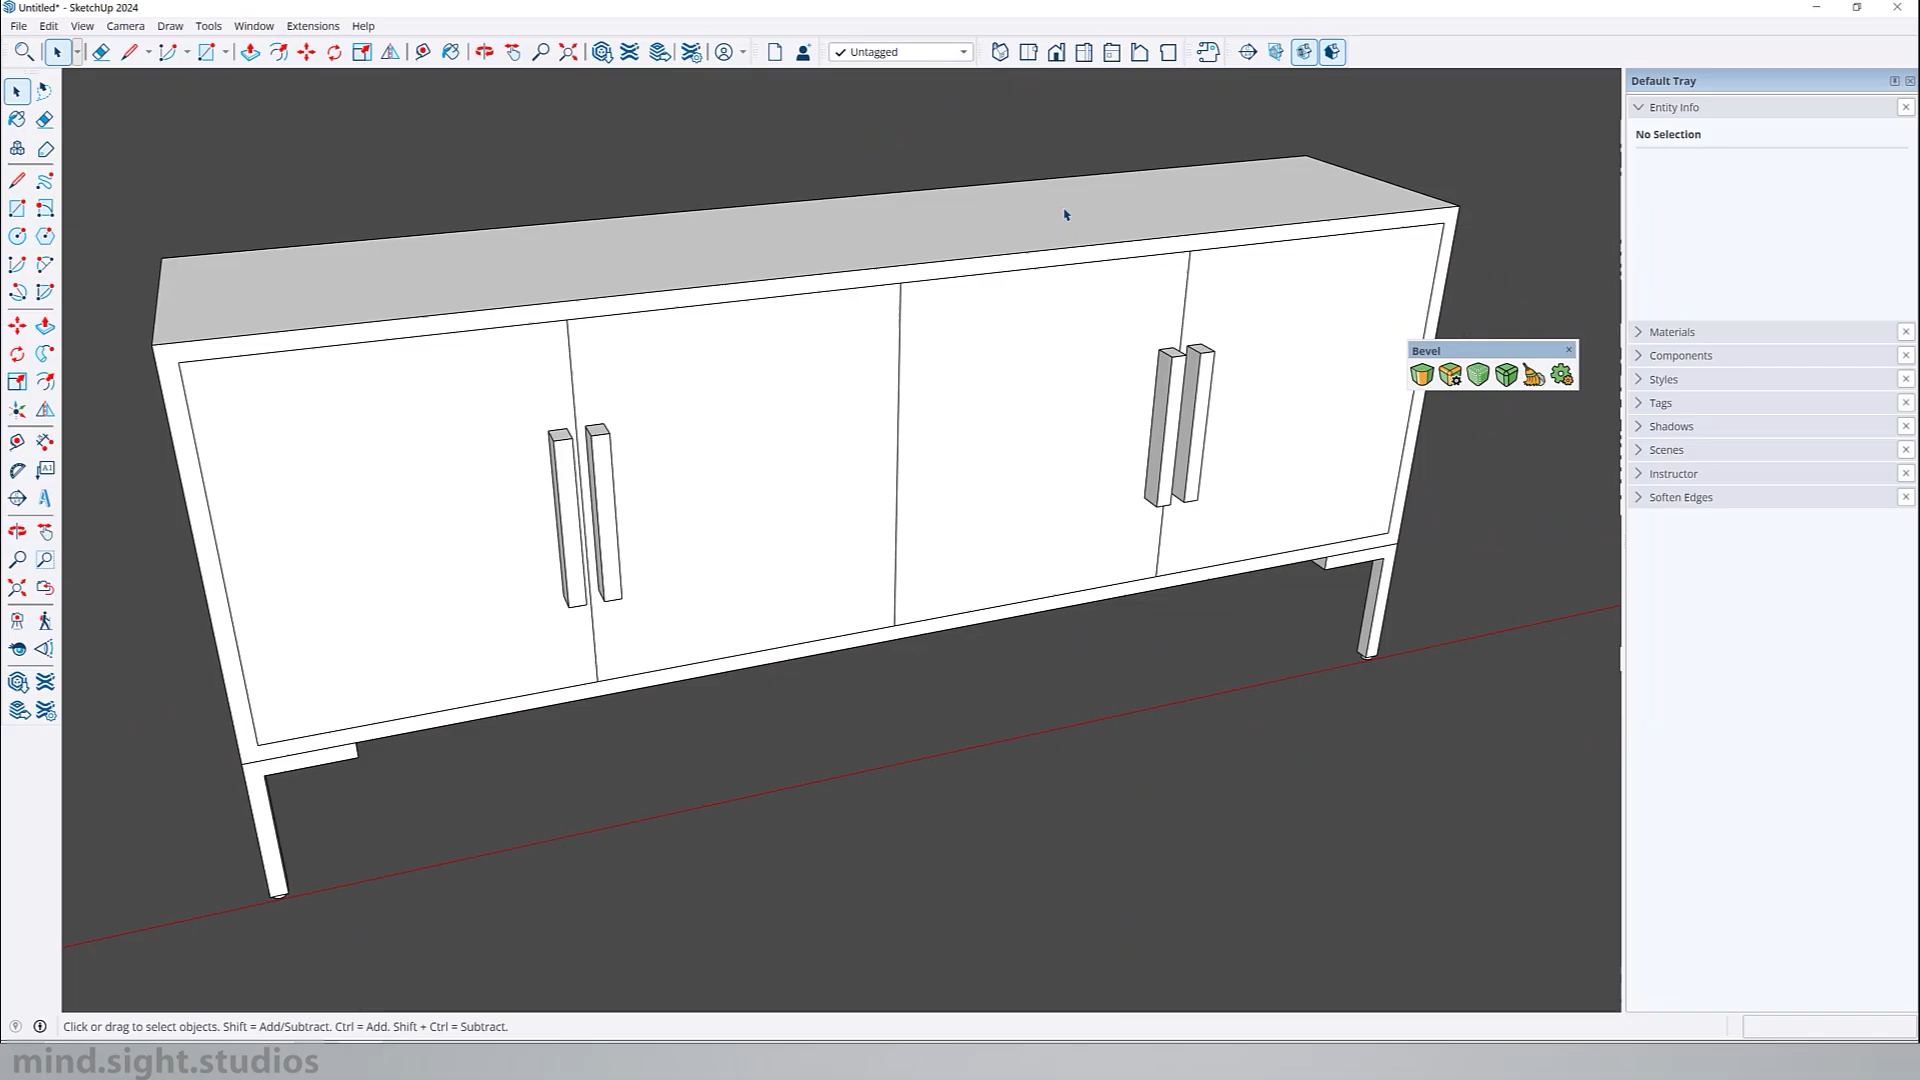 Untitled* - SketchUp 2024
File Edit View Camera Draw Tools Window Extensions Help
Untagged
Default Tray
Entity Info
No Selection
Materials
Components
Styles
Tags
Shadows
Scenes
Instructor
Soften Edges
Bevel
Click or drag to select objects. Shift = Add/Subtract. Ctrl = Add. Shift + Ctrl = Subtract.
mind.sight.studios